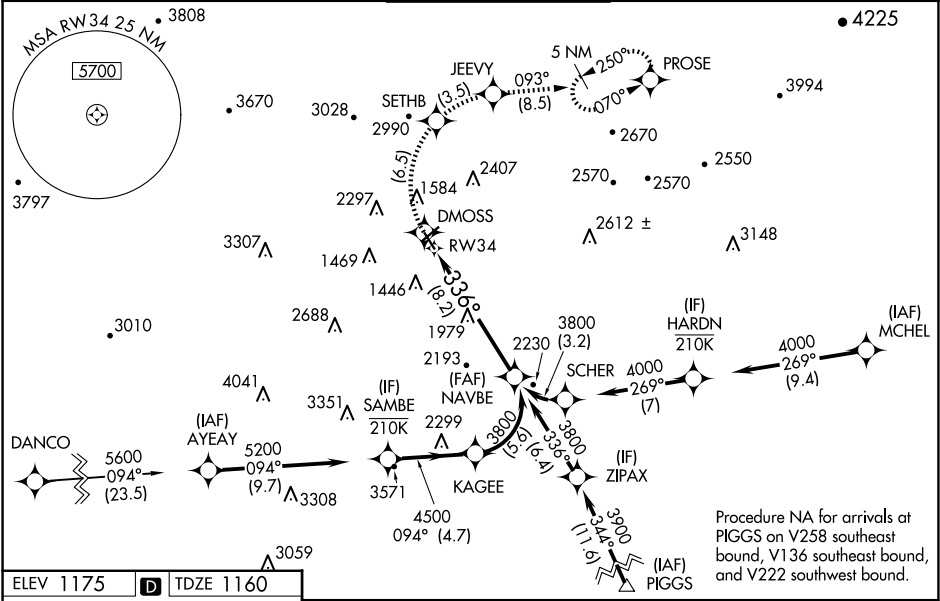 MSA RW34 25 NM
5700
3808
4225
3670
3028
2990
SETHB
(3.5)
JEEVY
093°
(8.5)
5 NM
250°
070°
PROSE
3994
2670
2550
2570
2570
3797
(6.5)
2407
1584
2297
DMOSS
RW34
2612 ±
3148
3307
1469
1446
336°
(8.2)
1979
2688
3010
2193
2230
3800
(3.2)
(FAF)
NAVBE
SCHER
4000
269°
(7)
(IF)
HARDN
210K
4000
269°
(9.4)
(IAF)
MCHEL
4041
3351
(IF)
SAMBE
210K
2299
3800
(5.6)
3800
336°
(6.4)
DANCO
5600
094°
(23.5)
(IAF)
AYEAY
5200
094°
(9.7)
3571
4500
094° (4.7)
KAGEE
(IF)
ZIPAX
3308
3059
3900
344°
(11.6)
(IAF)
PIGGS
Procedure NA for arrivals at
PIGGS on V258 southeast
bound, V136 southeast bound,
and V222 southwest bound.
ELEV 1175 D TDZE 1160